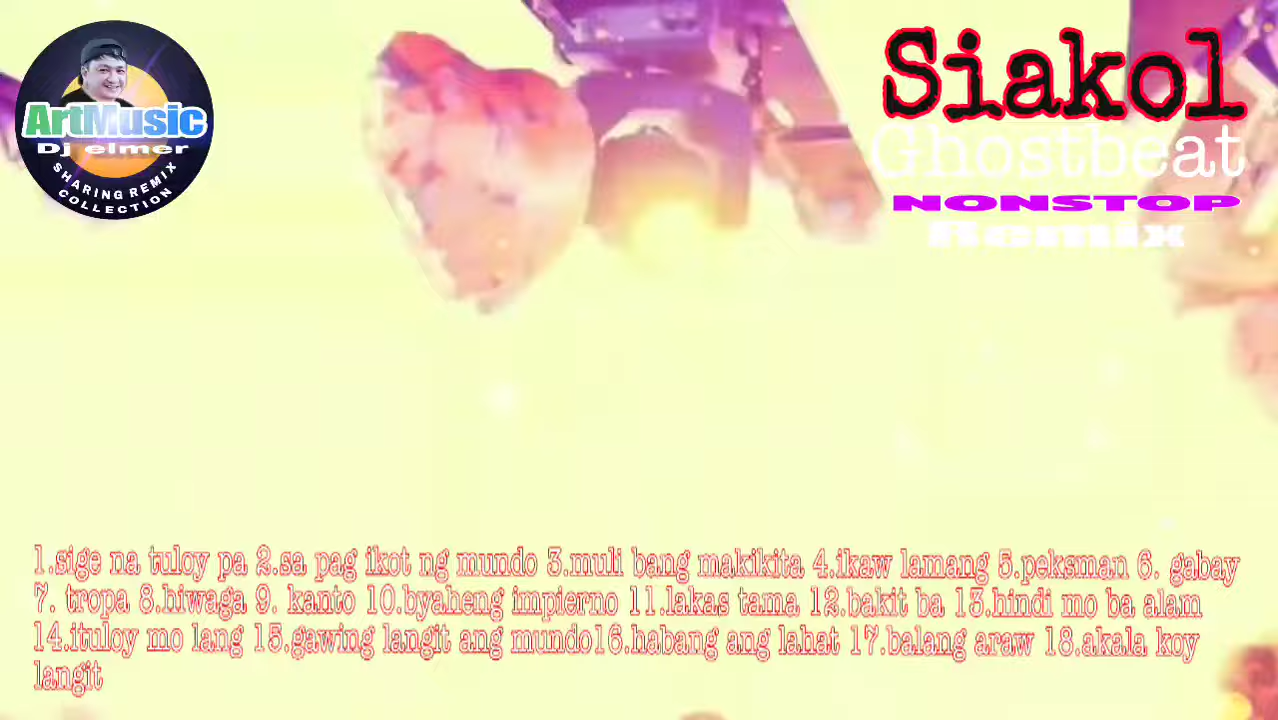 ArtMusic
Dj elmer
SHARING REMIX
COLLECTION
Siakol
Ghostbeat
NONSTOP
Remix
1.sige na tuloy pa 2.sa pag ikot ng mundo 3.muli bang makikita 4.ikaw lamang 5.peksman 6. gabay
7. tropa 8.hiwaga 9. kanto 10.byaheng impierno 11.lakas tama 12.bakit ba 13.hindi mo ba alam
14.ituloy mo lang 15.gawing langit ang mundo16.habang ang lahat 17.balang araw 18.akala koy
langit